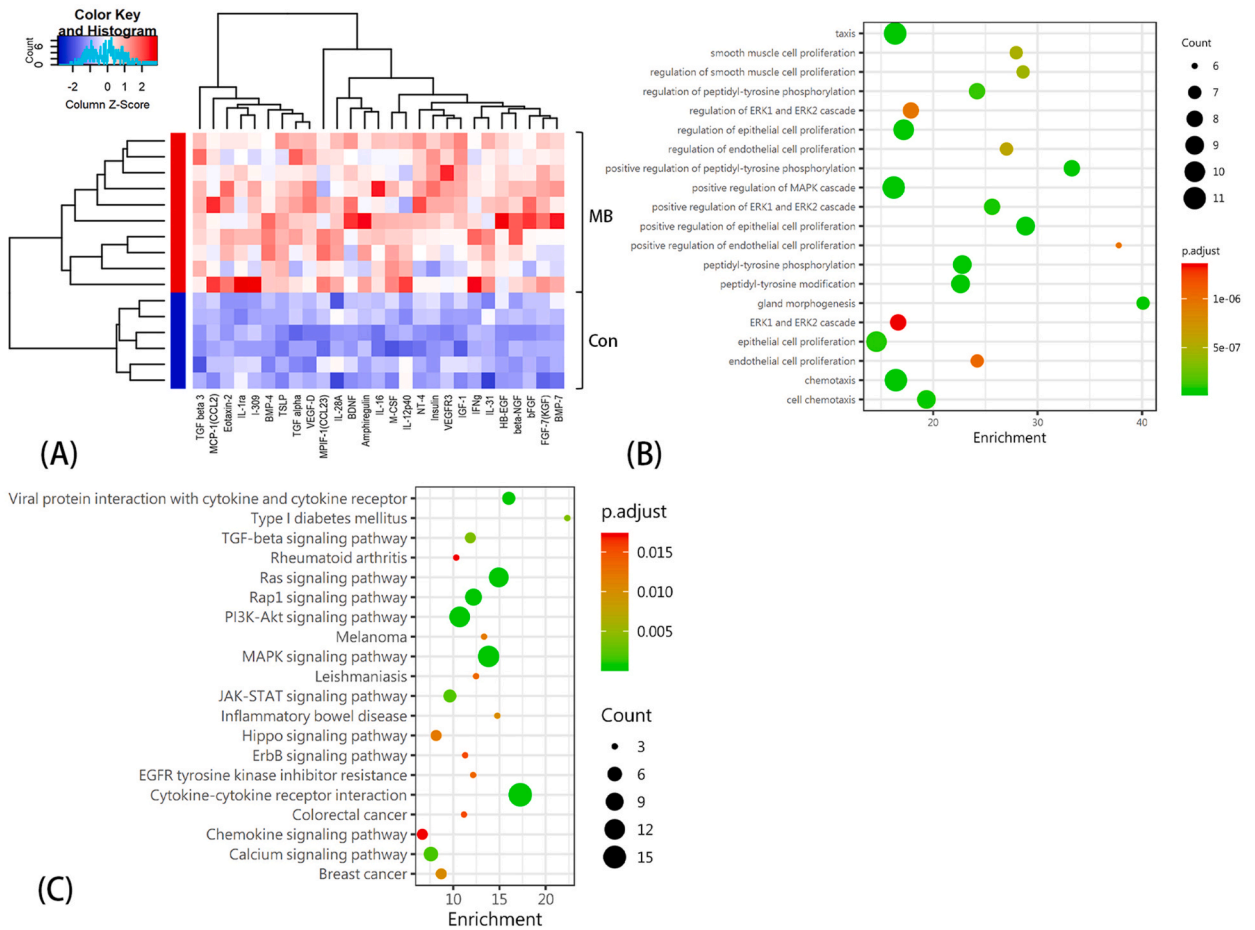 Color Key
and Histogram
Count
0 6
-2 -1 0 1 2
Column Z-Score
MB
Con
TGF beta 3
MCP-1(CCL2)
Eotaxin-2
IL-1ra
I-309
BMP-4
TSLP
TGF alpha
VEGF-D
MPIF-1(CCL23)
IL-28A
BDNF
Amphiregulin
IL-16
M-CSF
IL-12p40
NT-4
Insulin
VEGFR3
IGF-1
IFNg
IL-31
HB-EGF
beta-NGF
bFGF
FGF-7(KGF)
BMP-7
(A)
taxis
smooth muscle cell proliferation
regulation of smooth muscle cell proliferation
regulation of peptidyl-tyrosine phosphorylation
regulation of ERK1 and ERK2 cascade
regulation of epithelial cell proliferation
regulation of endothelial cell proliferation
positive regulation of peptidyl-tyrosine phosphorylation
positive regulation of MAPK cascade
positive regulation of ERK1 and ERK2 cascade
positive regulation of epithelial cell proliferation
positive regulation of endothelial cell proliferation
peptidyl-tyrosine phosphorylation
peptidyl-tyrosine modification
gland morphogenesis
ERK1 and ERK2 cascade
epithelial cell proliferation
endothelial cell proliferation
chemotaxis
cell chemotaxis
20 30 40
Enrichment
Count
6
7
8
9
10
11
p.adjust
1e-06
5e-07
(B)
Viral protein interaction with cytokine and cytokine receptor
Type I diabetes mellitus
TGF-beta signaling pathway
Rheumatoid arthritis
Ras signaling pathway
Rap1 signaling pathway
PI3K-Akt signaling pathway
Melanoma
MAPK signaling pathway
Leishmaniasis
JAK-STAT signaling pathway
Inflammatory bowel disease
Hippo signaling pathway
ErbB signaling pathway
EGFR tyrosine kinase inhibitor resistance
Cytokine-cytokine receptor interaction
Colorectal cancer
Chemokine signaling pathway
Calcium signaling pathway
Breast cancer
10 15 20
Enrichment
p.adjust
0.015
0.010
0.005
Count
3
6
9
12
15
(C)